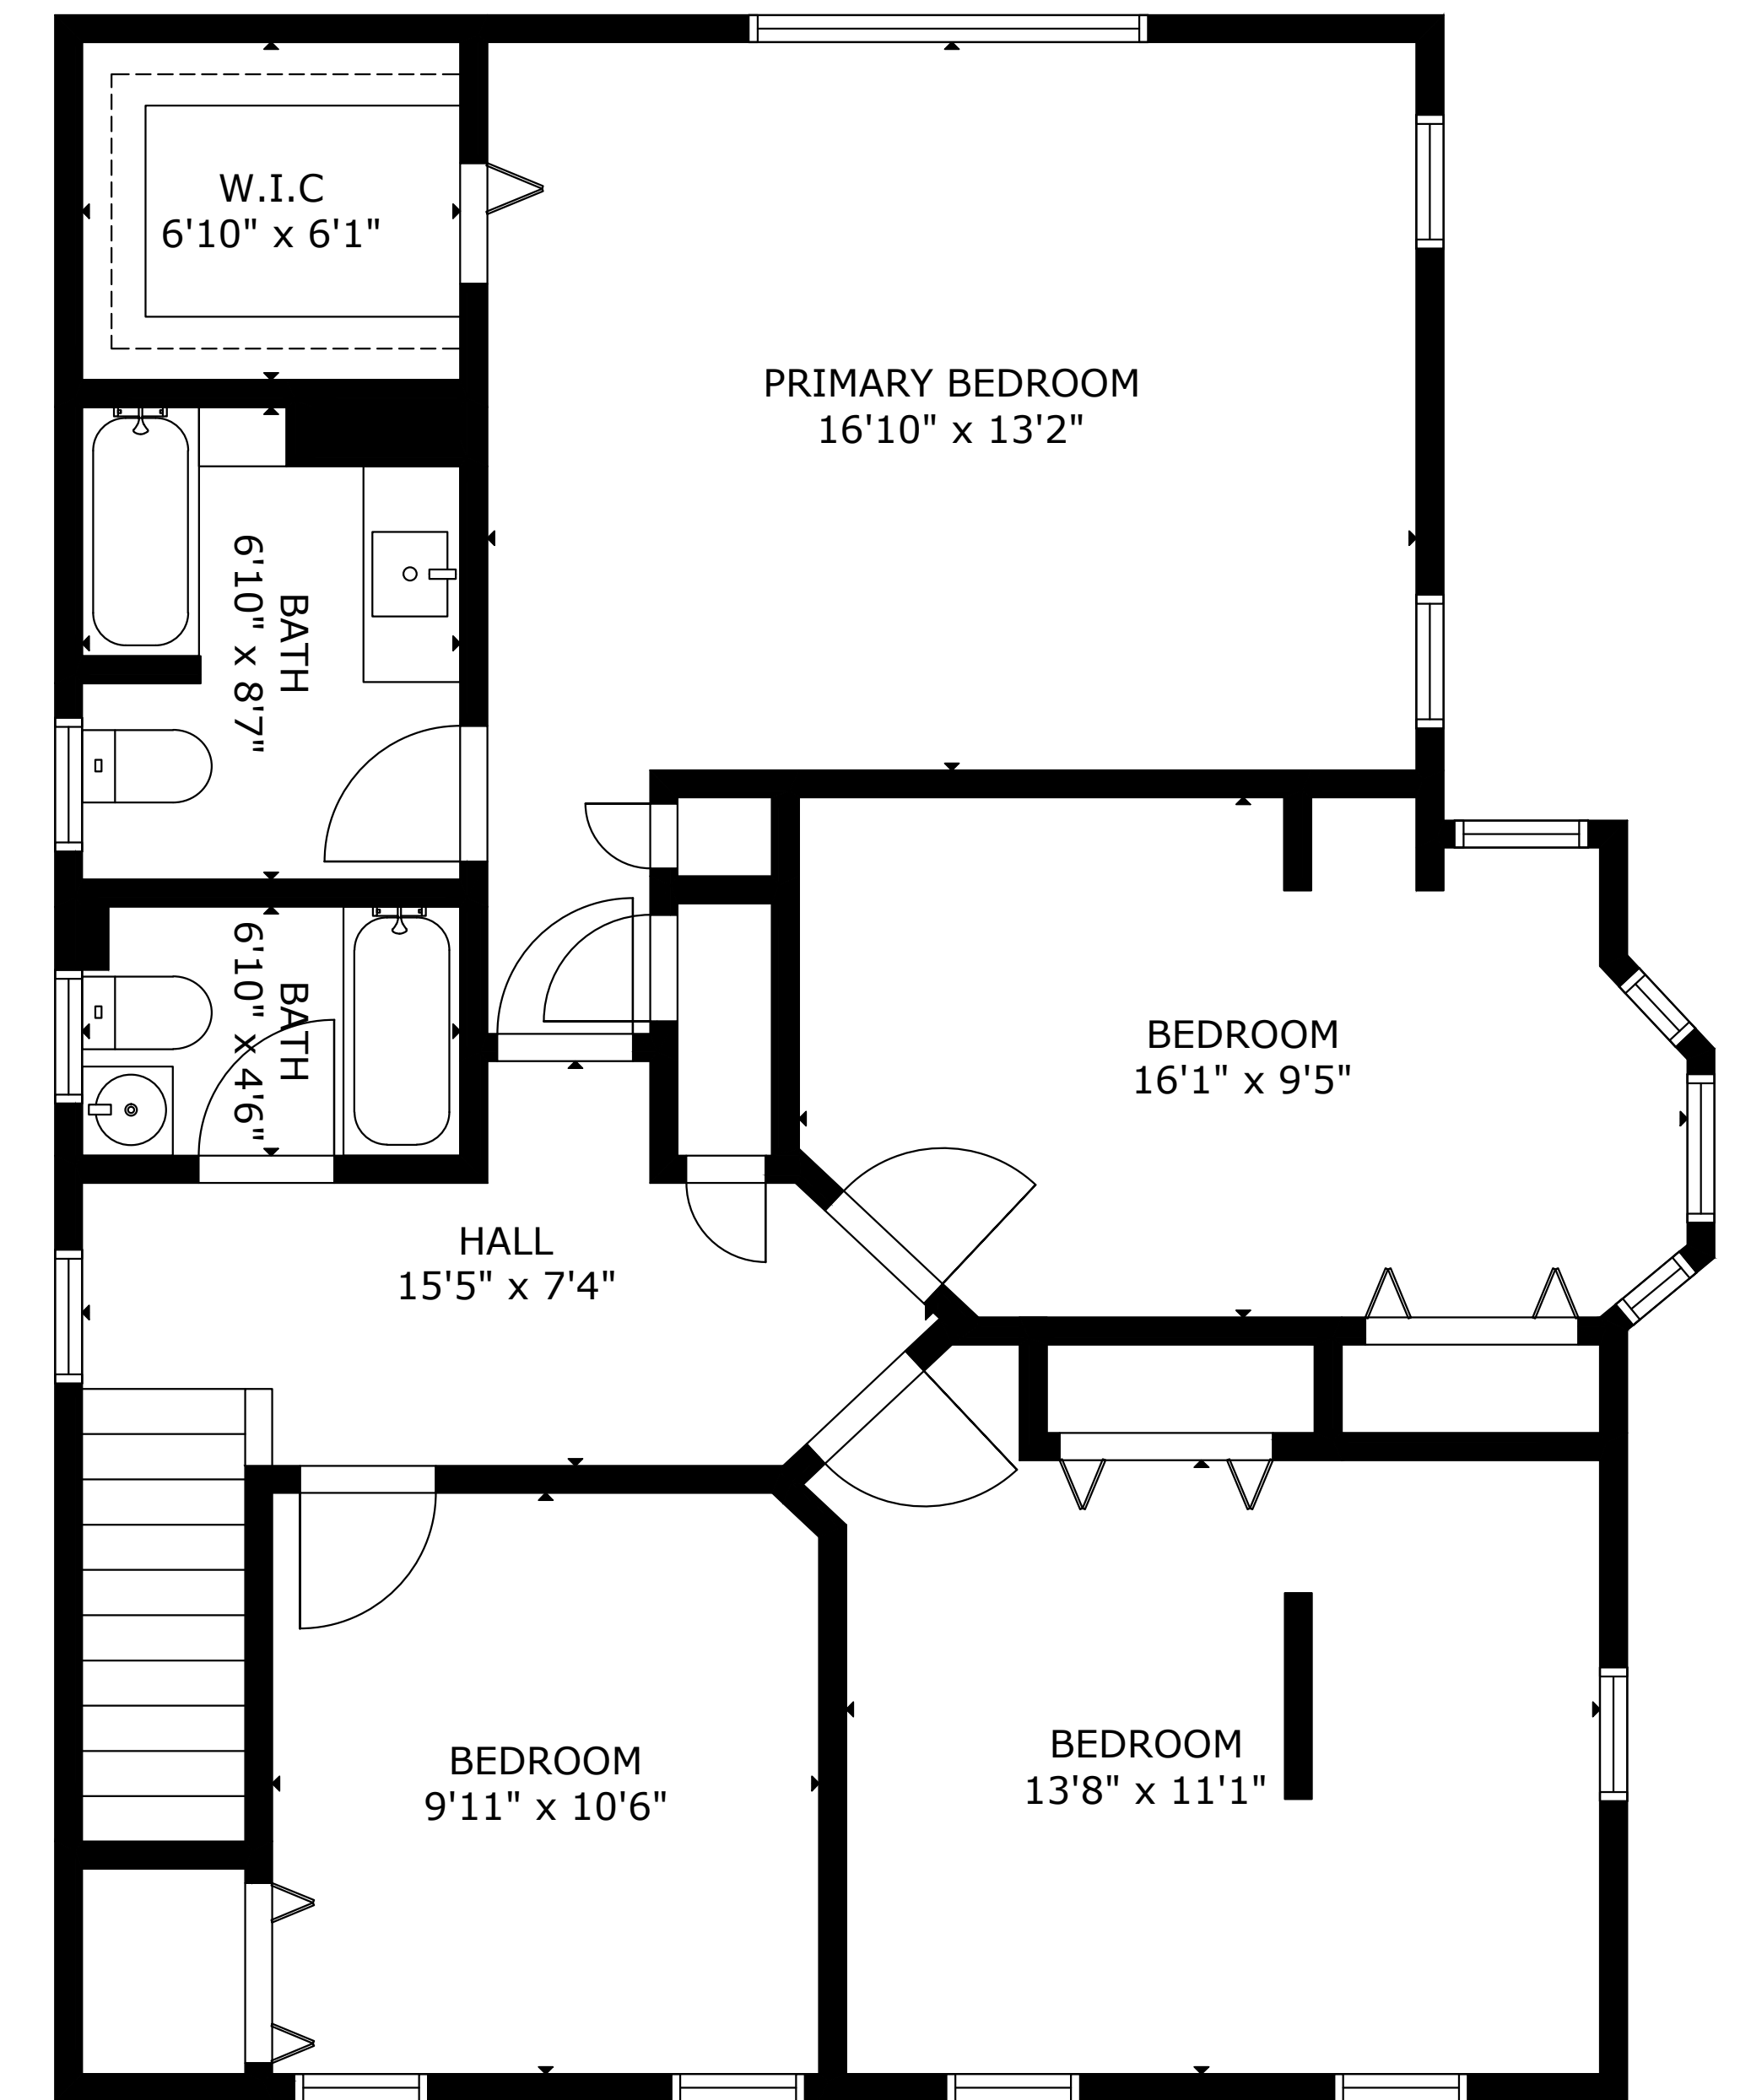 W.I.C
6'10" x 6'1"
PRIMARY BEDROOM
16'10" x 13'2"
BATH
6'10" x 8'7"
BATH
6'10" x 4'6"
BEDROOM
16'1" x 9'5"
HALL
15'5" x 7'4"
BEDROOM
9'11" x 10'6"
BEDROOM
13'8" x 11'1"